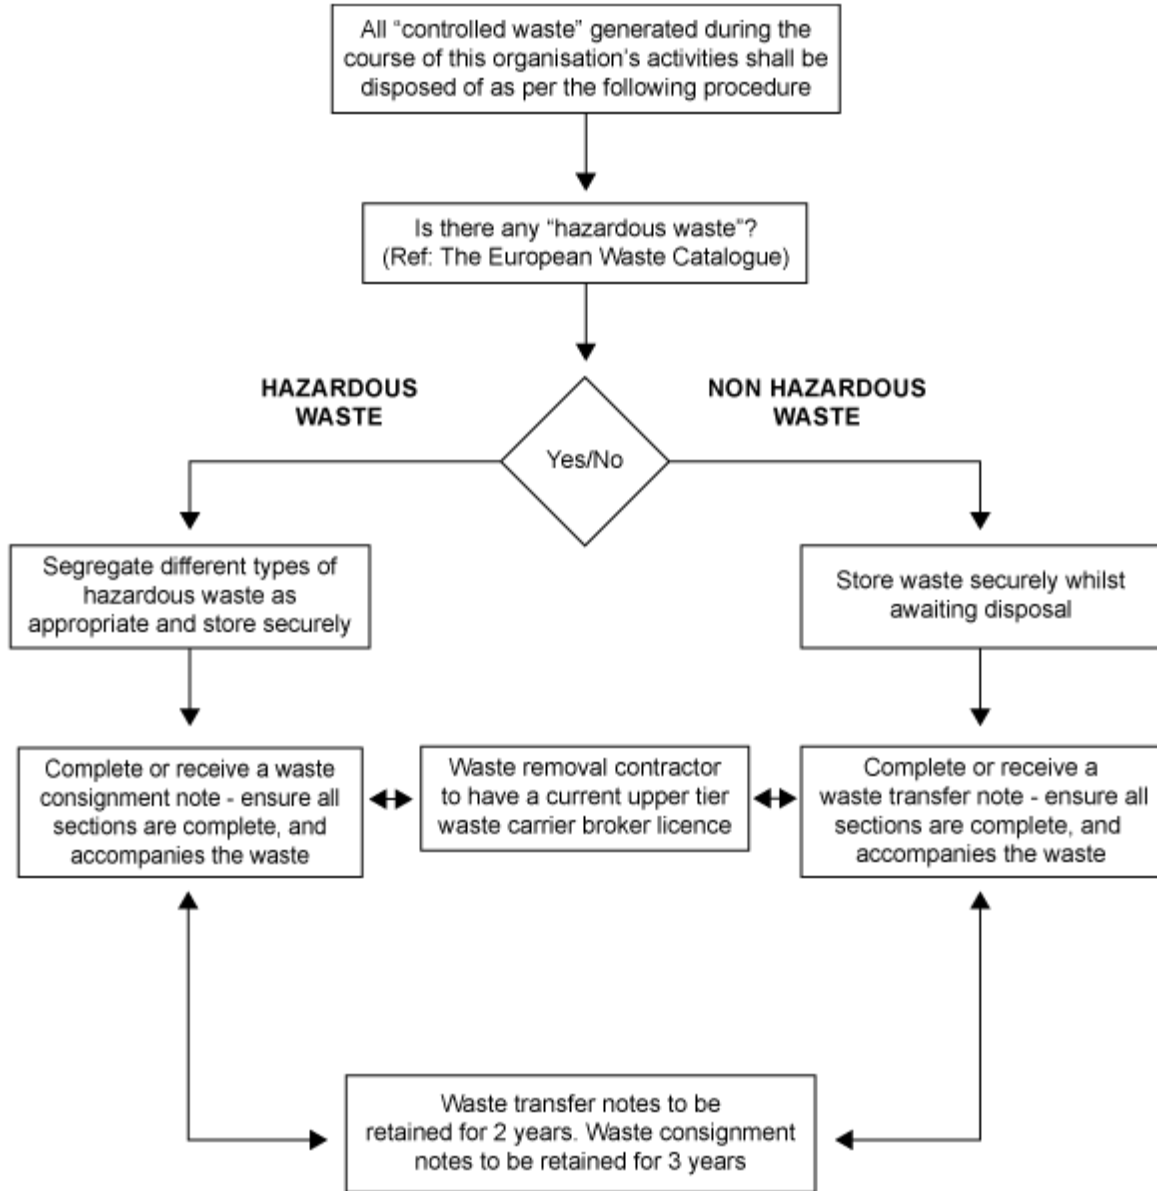 All “controlled waste” generated during the
course of this organisation’s activities shall be
disposed of as per the following procedure
Is there any “hazardous waste”?
(Ref: The European Waste Catalogue)
HAZARDOUS
WASTE
NON HAZARDOUS
WASTE
Yes/No
Segregate different types of
hazardous waste as
appropriate and store securely
Store waste securely whilst
awaiting disposal
Complete or receive a waste
consignment note - ensure all
sections are complete, and
accompanies the waste
Waste removal contractor
to have a current upper tier
waste carrier broker licence
Complete or receive a
waste transfer note - ensure all
sections are complete, and
accompanies the waste
Waste transfer notes to be
retained for 2 years. Waste consignment
notes to be retained for 3 years